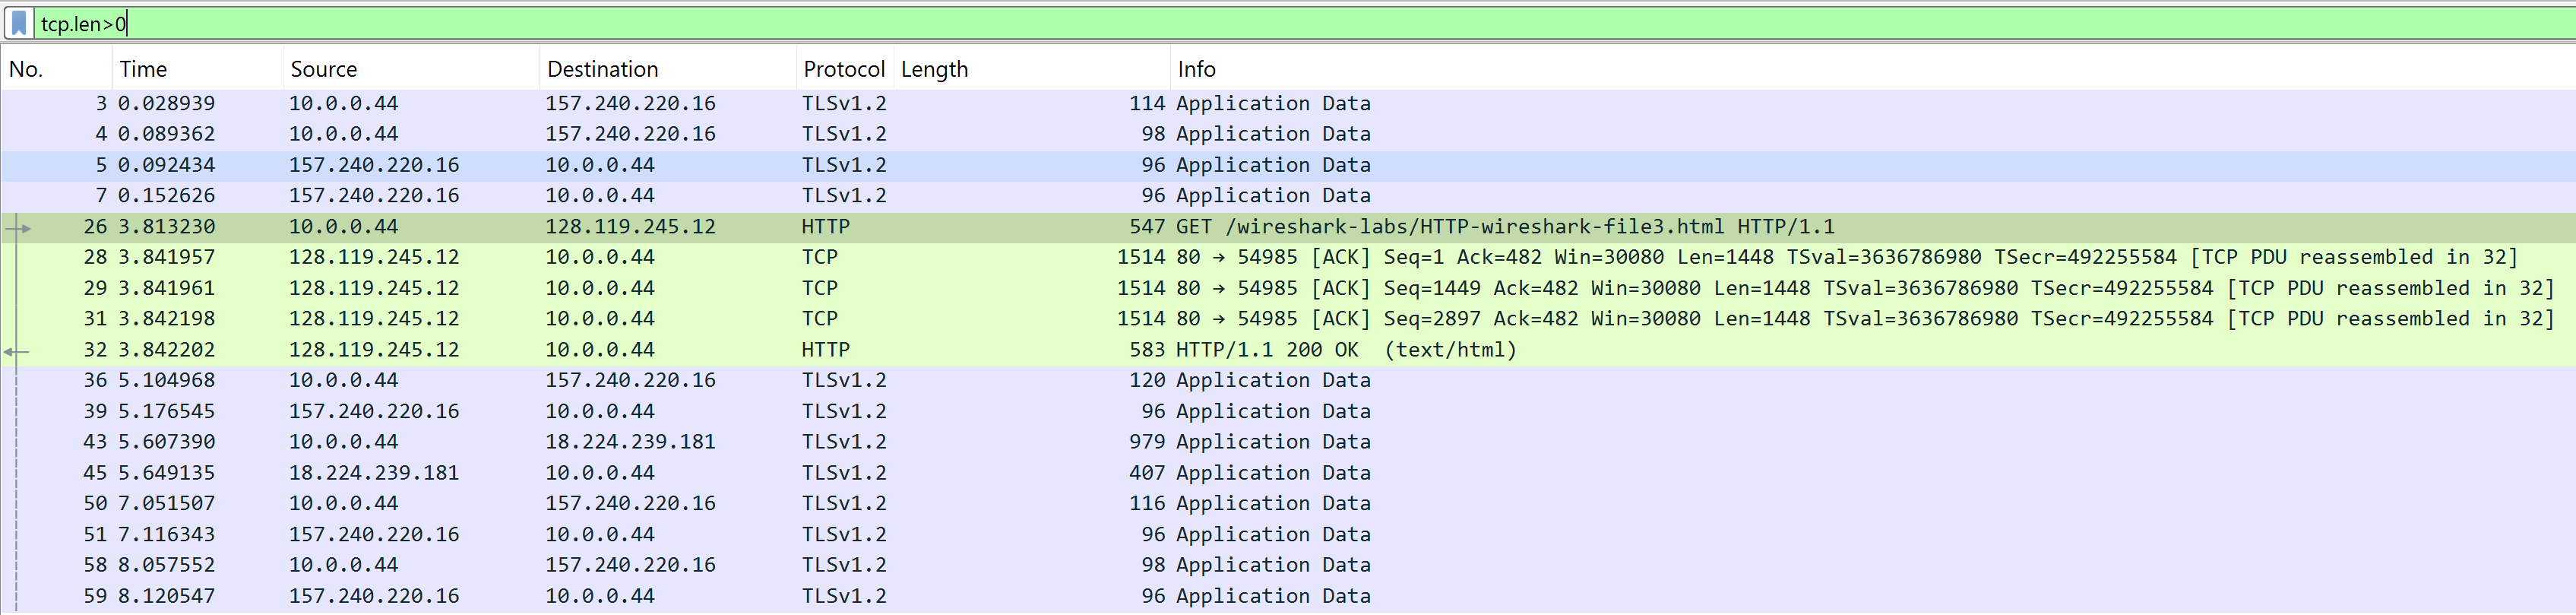 tcp.len>0
No. Time Source Destination Protocol Length Info
3 0.028939 10.0.0.44 157.240.220.16 TLSv1.2 114 Application Data
4 0.089362 10.0.0.44 157.240.220.16 TLSv1.2 98 Application Data
5 0.092434 157.240.220.16 10.0.0.44 TLSv1.2 96 Application Data
7 0.152626 157.240.220.16 10.0.0.44 TLSv1.2 96 Application Data
26 3.813230 10.0.0.44 128.119.245.12 HTTP 547 GET /wireshark-labs/HTTP-wireshark-file3.html HTTP/1.1
28 3.841957 128.119.245.12 10.0.0.44 TCP 1514 80 → 54985 [ACK] Seq=1 Ack=482 Win=30080 Len=1448 TSval=3636786980 TSecr=492255584 [TCP PDU reassembled in 32]
29 3.841961 128.119.245.12 10.0.0.44 TCP 1514 80 → 54985 [ACK] Seq=1449 Ack=482 Win=30080 Len=1448 TSval=3636786980 TSecr=492255584 [TCP PDU reassembled in 32]
31 3.842198 128.119.245.12 10.0.0.44 TCP 1514 80 → 54985 [ACK] Seq=2897 Ack=482 Win=30080 Len=1448 TSval=3636786980 TSecr=492255584 [TCP PDU reassembled in 32]
32 3.842202 128.119.245.12 10.0.0.44 HTTP 583 HTTP/1.1 200 OK  (text/html)
36 5.104968 10.0.0.44 157.240.220.16 TLSv1.2 120 Application Data
39 5.176545 157.240.220.16 10.0.0.44 TLSv1.2 96 Application Data
43 5.607390 10.0.0.44 18.224.239.181 TLSv1.2 979 Application Data
45 5.649135 18.224.239.181 10.0.0.44 TLSv1.2 407 Application Data
50 7.051507 10.0.0.44 157.240.220.16 TLSv1.2 116 Application Data
51 7.116343 157.240.220.16 10.0.0.44 TLSv1.2 96 Application Data
58 8.057552 10.0.0.44 157.240.220.16 TLSv1.2 98 Application Data
59 8.120547 157.240.220.16 10.0.0.44 TLSv1.2 96 Application Data